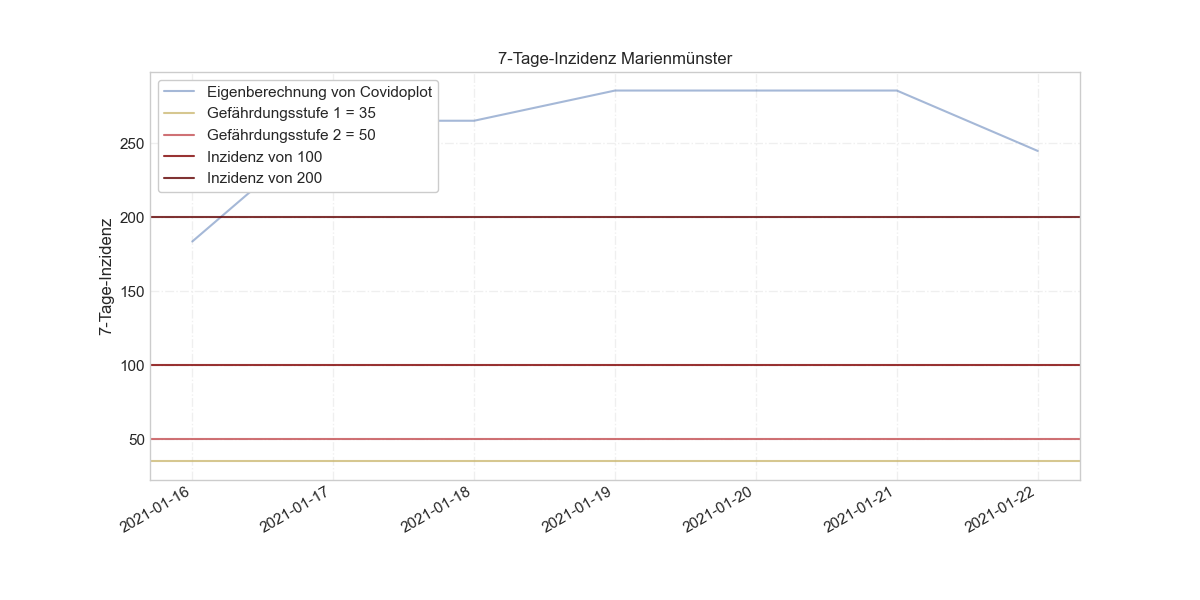 7-Tage-Inzidenz Marienmünster
Eigenberechnung von Covidoplot
Gefährdungsstufe 1 = 35
Gefährdungsstufe 2 = 50
Inzidenz von 100
Inzidenz von 200
7-Tage-Inzidenz
250
200
150
100
50
2021-01-16
2021-01-17
2021-01-18
2021-01-19
2021-01-20
2021-01-21
2021-01-22